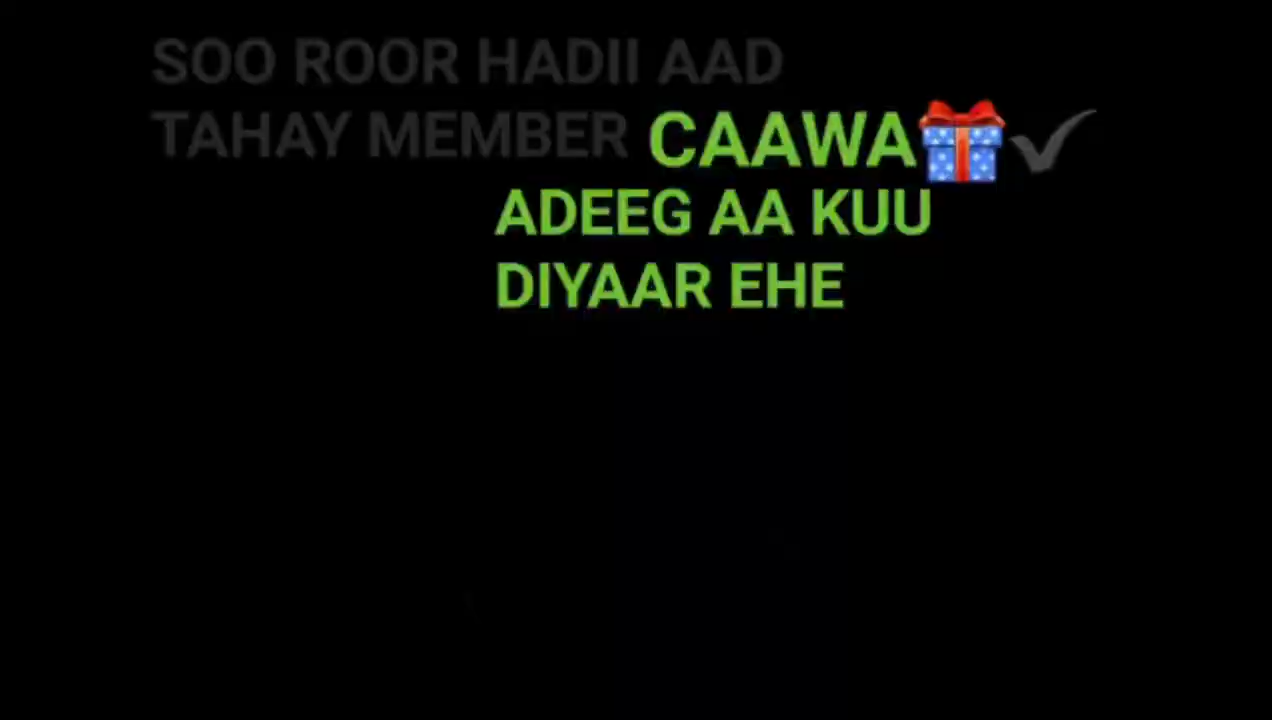 SOO ROOR HADII AAD
TAHAY MEMBER CAAWA🎁✔
ADEEG AA KUU
DIYAAR EHE